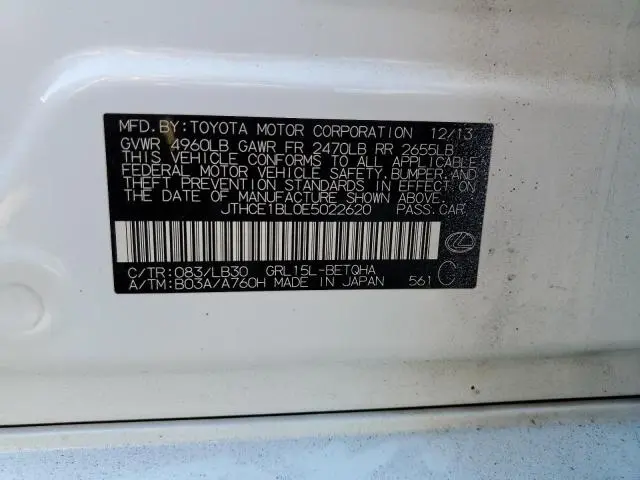 MFD.BY:TOYOTA MOTOR CORPORATION 12/13
GVWR 4960LB GAWR FR 2470LB RR 2655LB
THIS VEHICLE CONFORMS TO ALL APPLICABLE
FEDERAL MOTOR VEHICLE SAFETY,BUMPER,AND
THEFT PREVENTION STANDARDS IN EFFECT ON
THE DATE OF MANUFACTURE SHOWN ABOVE.
JTHCE1BL0E5022620 PASS.CAR
C/TR:083/LB30 GRL15L-BETQHA
A/TM:B03A/A760H MADE IN JAPAN 561 C